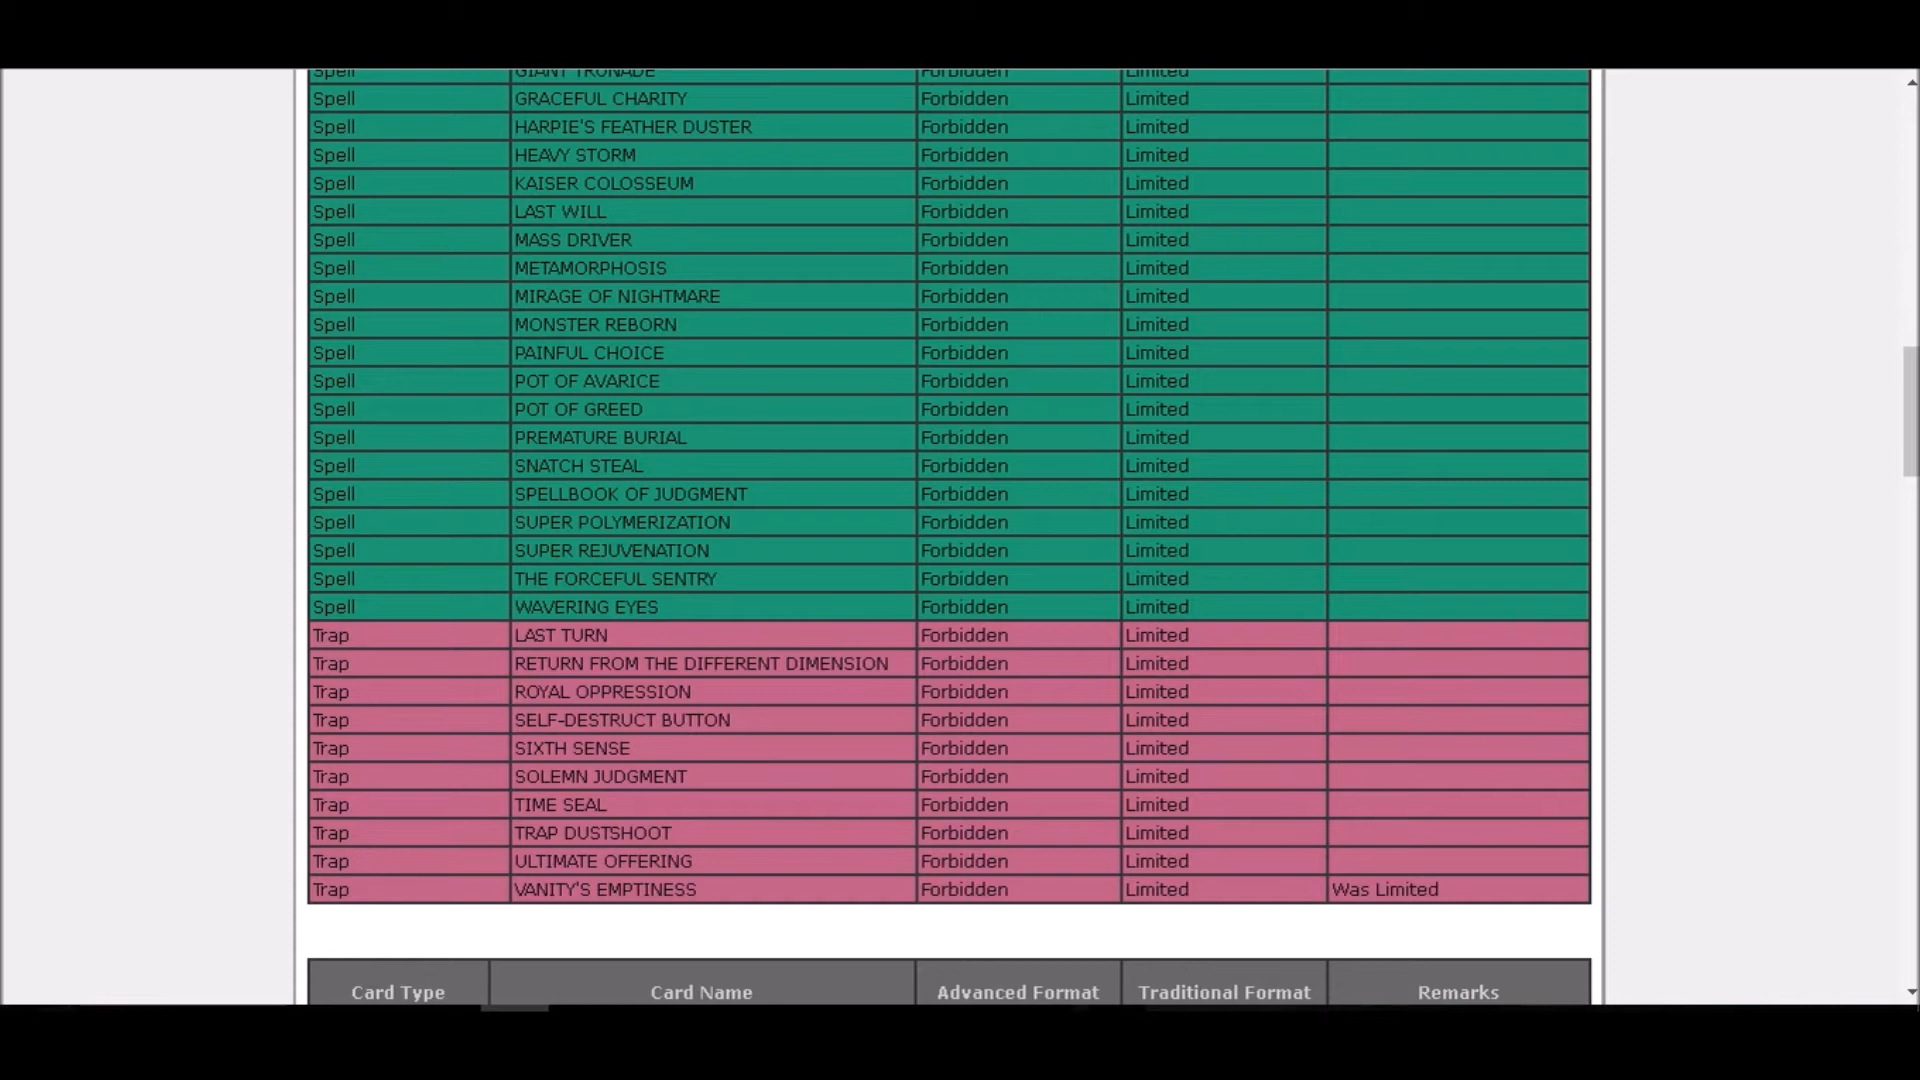 Spell GIANT TRUNADE Forbidden Limited
Spell GRACEFUL CHARITY Forbidden Limited
Spell HARPIE'S FEATHER DUSTER Forbidden Limited
Spell HEAVY STORM Forbidden Limited
Spell KAISER COLOSSEUM Forbidden Limited
Spell LAST WILL Forbidden Limited
Spell MASS DRIVER Forbidden Limited
Spell METAMORPHOSIS Forbidden Limited
Spell MIRAGE OF NIGHTMARE Forbidden Limited
Spell MONSTER REBORN Forbidden Limited
Spell PAINFUL CHOICE Forbidden Limited
Spell POT OF AVARICE Forbidden Limited
Spell POT OF GREED Forbidden Limited
Spell PREMATURE BURIAL Forbidden Limited
Spell SNATCH STEAL Forbidden Limited
Spell SPELLBOOK OF JUDGMENT Forbidden Limited
Spell SUPER POLYMERIZATION Forbidden Limited
Spell SUPER REJUVENATION Forbidden Limited
Spell THE FORCEFUL SENTRY Forbidden Limited
Spell WAVERING EYES Forbidden Limited
Trap LAST TURN Forbidden Limited
Trap RETURN FROM THE DIFFERENT DIMENSION Forbidden Limited
Trap ROYAL OPPRESSION Forbidden Limited
Trap SELF-DESTRUCT BUTTON Forbidden Limited
Trap SIXTH SENSE Forbidden Limited
Trap SOLEMN JUDGMENT Forbidden Limited
Trap TIME SEAL Forbidden Limited
Trap TRAP DUSTSHOOT Forbidden Limited
Trap ULTIMATE OFFERING Forbidden Limited
Trap VANITY'S EMPTINESS Forbidden Limited Was Limited
Card Type Card Name Advanced Format Traditional Format Remarks